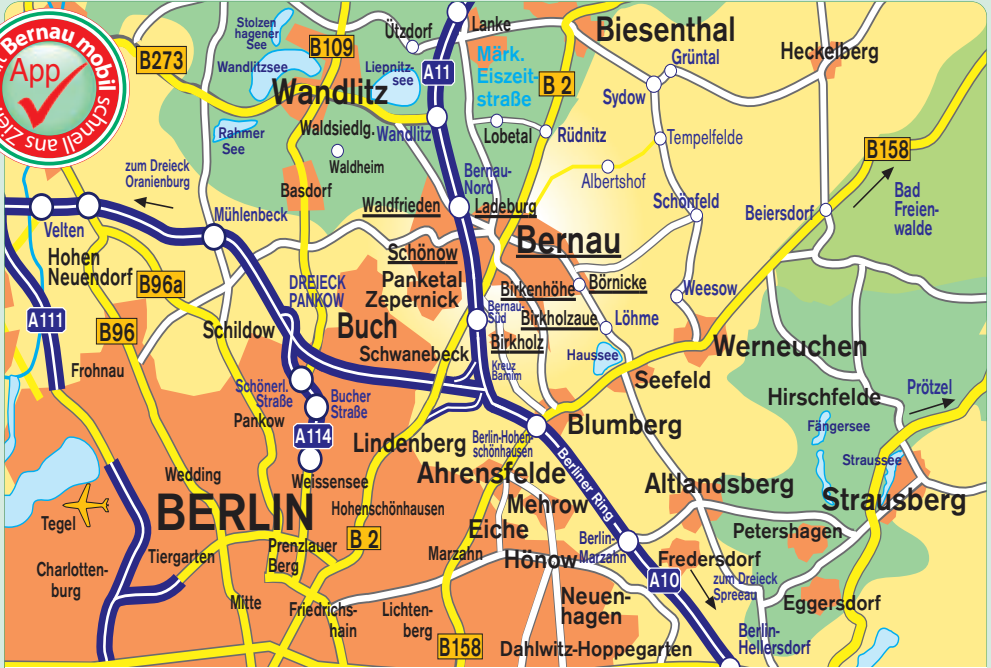 Bernau mobil
App
schnell ans Ziel
B273
Stolzen
hagener
See
Wandlitzsee
B109
Ützdorf
Liepnitz-
see
A11
Lanke
Märk.
Eiszeit-
straße
B 2
Biesenthal
Grüntal
Heckelberg
Sydow
Wandlitz
Rahmer
See
Waldsiedlg.
Wandlitz
Waldheim
Lobetal
Rüdnitz
Tempelfelde
B158
zum Dreieck
Oranienburg
Basdorf
Bernau-
Nord
Albertshof
Bad
Freien-
walde
Velten
Mühlenbeck
Waldfrieden
Ladeburg
Schönfeld
Beiersdorf
Hohen
Neuendorf
Schönow
Bernau
B96a
DREIECK
PANKOW
Panketal
Zepernick
Birkenhöhe
Börnicke
Weesow
A111
B96
Schildow
Buch
Bernau-
Süd
Birkholzaue
Löhme
Schwanebeck
Birkholz
Haussee
Werneuchen
Frohnau
Kreuz
Barnim
Seefeld
Schönerl.
Straße
Bucher
Straße
Hirschfelde
Prötzel
Pankow
A114
Lindenberg
Berlin-Hohen-
schönhausen
Blumberg
Fängersee
Weissensee
Ahrensfelde
Berliner Ring
Straussee
Wedding
Altlandsberg
Strausberg
BERLIN
Hohenschönhausen
Mehrow
Tegel
B 2
Eiche
Petershagen
Tiergarten
Prenzlauer
Berg
Marzahn
Hönow
Berlin-
Marzahn
Fredersdorf
Charlotten-
burg
A10
zum Dreieck
Spreeau
Mitte
Friedrichs-
hain
Lichten-
berg
Neuen-
hagen
Eggersdorf
B158
Dahlwitz-Hoppegarten
Berlin-
Hellersdorf